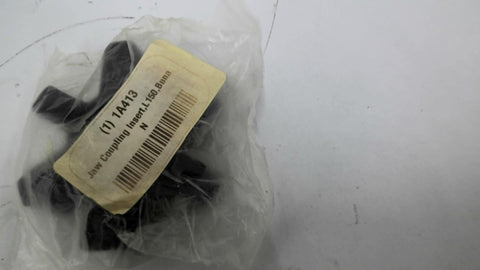 (1) 1A413
Jaw Coupling Insert,L150,Buna
N